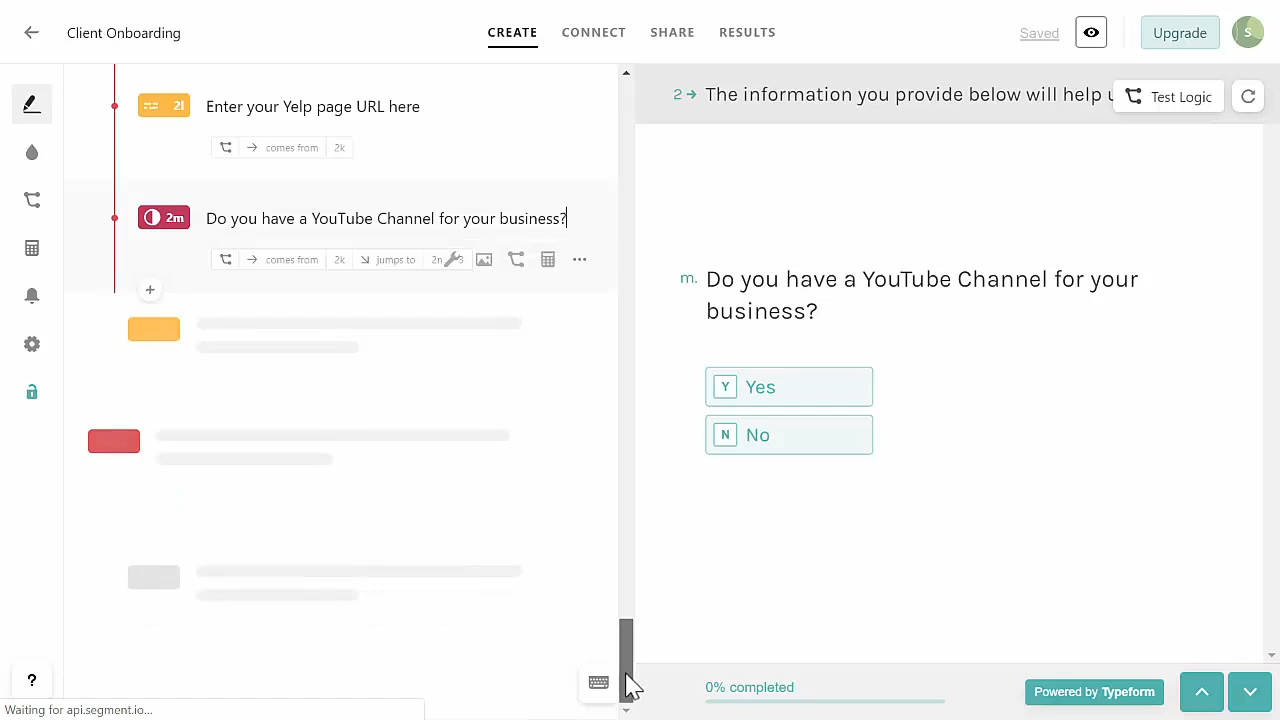 Client Onboarding
CREATE
CONNECT
SHARE
RESULTS
Saved
Upgrade
S
2l
Enter your Yelp page URL here
comes from
2k
2m
Do you have a YouTube Channel for your business?
comes from
2k
jumps to
2n
3
+
?
Waiting for api.segment.io...
2 → The information you provide below will help u
Test Logic
m. Do you have a YouTube Channel for your
business?
Y Yes
N No
0% completed
Powered by Typeform